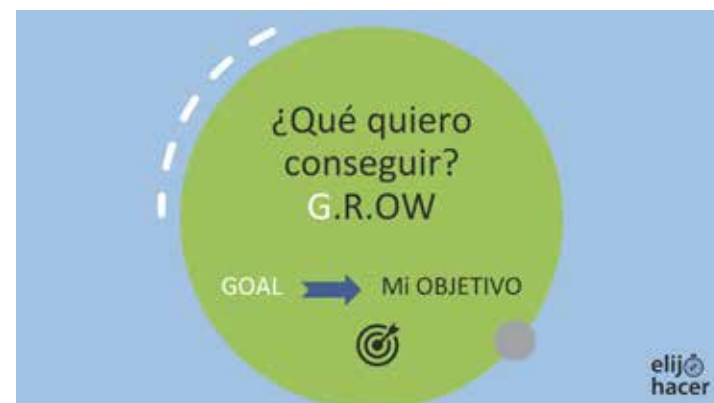 ¿Qué quiero
conseguir?
G.R.OW
GOAL Mi OBJETIVO
elijo
hacer